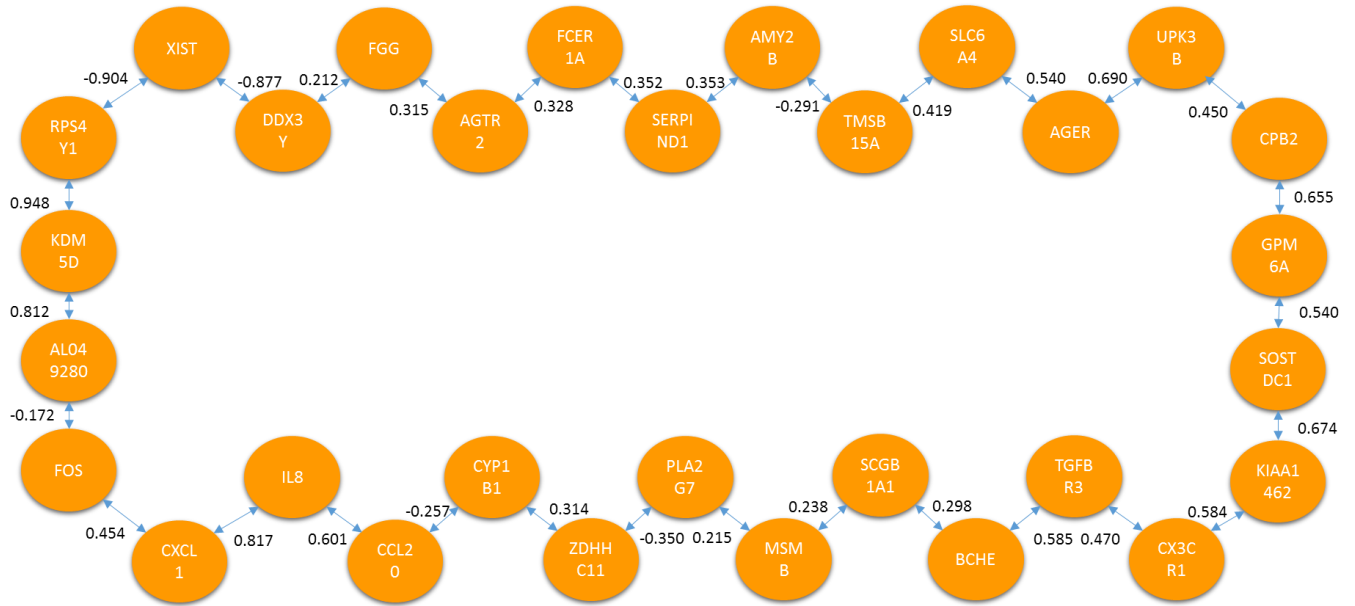 XIST
FGG
FCER
1A
AMY2
B
SLC6
A4
UPK3
B
-0.904
-0.877
0.212
0.315
0.328
0.352
0.353
-0.291
0.419
0.540
0.690
0.450
RPS4
Y1
DDX3
Y
AGTR
2
SERPI
ND1
TMSB
15A
AGER
CPB2
0.948
0.655
KDM
5D
GPM
6A
0.812
0.540
AL04
9280
SOST
DC1
-0.172
0.674
FOS
IL8
CYP1
B1
PLA2
G7
SCGB
1A1
TGFB
R3
KIAA1
462
0.454
0.817
0.601
-0.257
0.314
-0.350
0.215
0.238
0.298
0.585
0.470
0.584
CXCL
1
CCL2
0
ZDHH
C11
MSM
B
BCHE
CX3C
R1